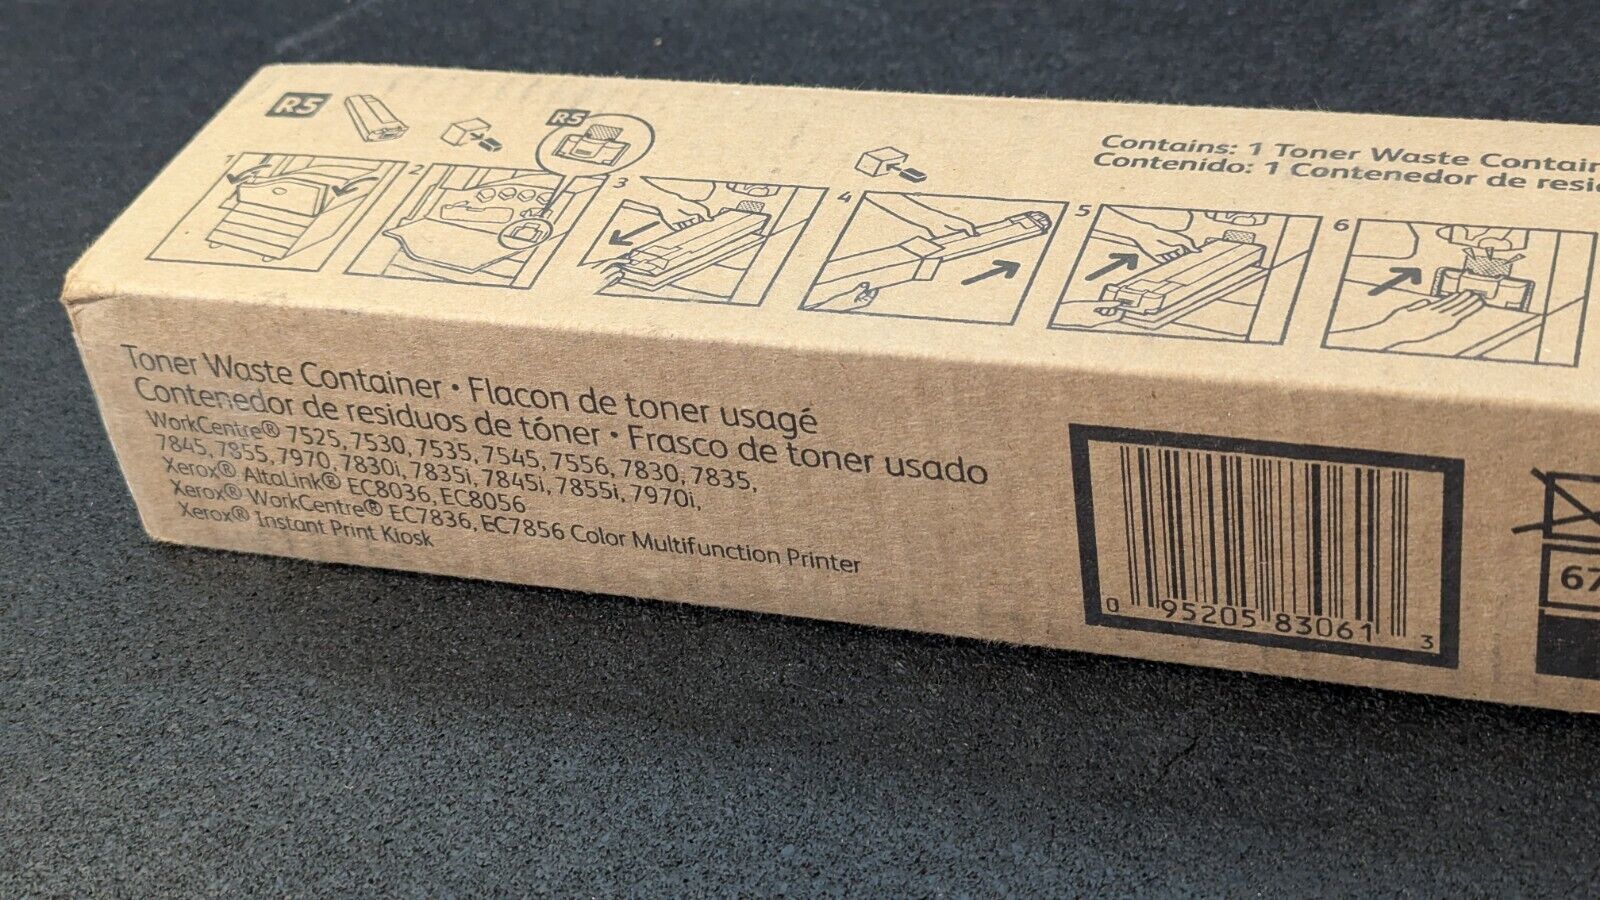 R5
R5
1
2
3
4
5
6
Contains: 1 Toner Waste
Contenido: 1 Contenedor de
Toner Waste Container • Flacon de toner usagé
Contenedor de residuos de tóner • Frasco de toner usado
WorkCentre® 7525, 7530, 7535, 7545, 7556, 7830, 7835,
7845, 7855, 7970, 7830i, 7835i, 7845i, 7855i, 7970i,
Xerox® AltaLink® EC8036, EC8056
Xerox® WorkCentre® EC7836, EC7856 Color Multifunction Printer
Xerox® Instant Print Kiosk
0 95205 83061 3
67